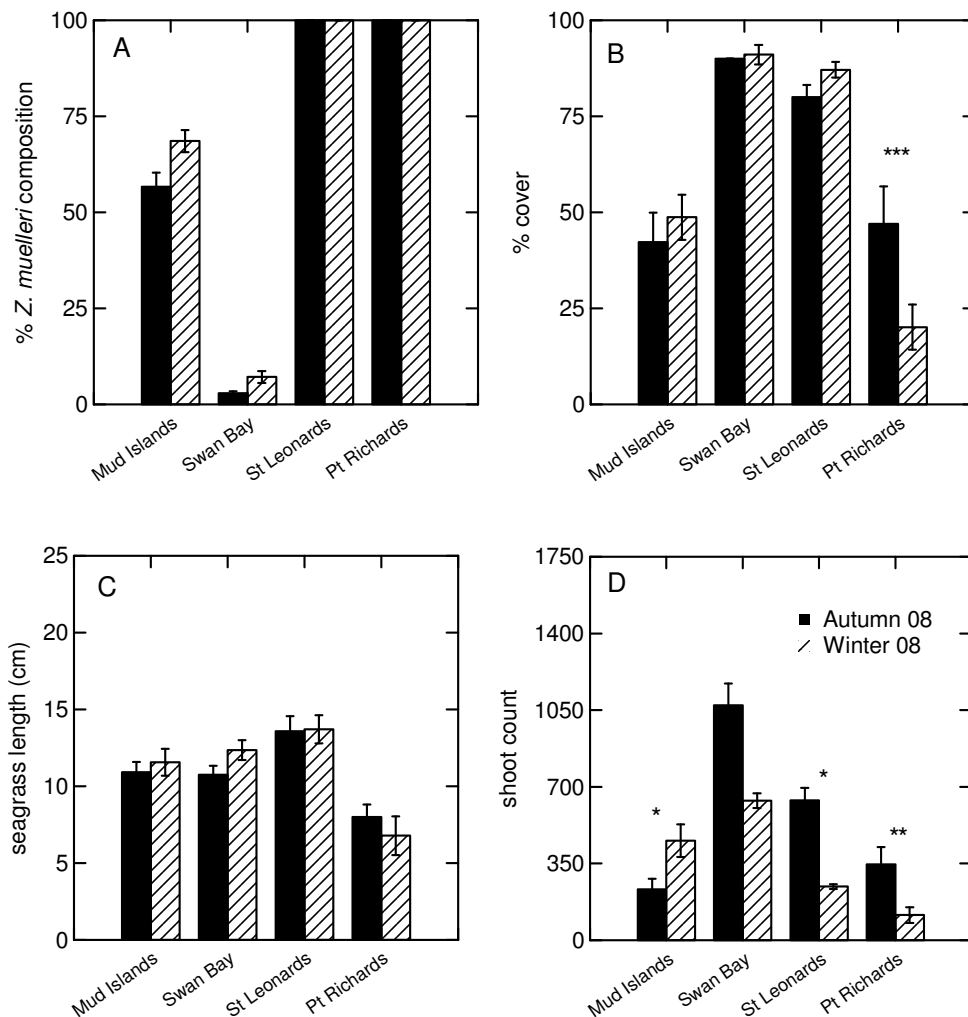 A
% Z. muelleri composition
100
75
50
25
0
Mud Islands
Swan Bay
St Leonards
Pt Richards
B
% cover
100
75
50
25
0
***
Mud Islands
Swan Bay
St Leonards
Pt Richards
C
seagrass length (cm)
25
20
15
10
5
0
Mud Islands
Swan Bay
St Leonards
Pt Richards
D
shoot count
1750
1400
1050
700
350
0
Autumn 08
Winter 08
*
*
**
Mud Islands
Swan Bay
St Leonards
Pt Richards